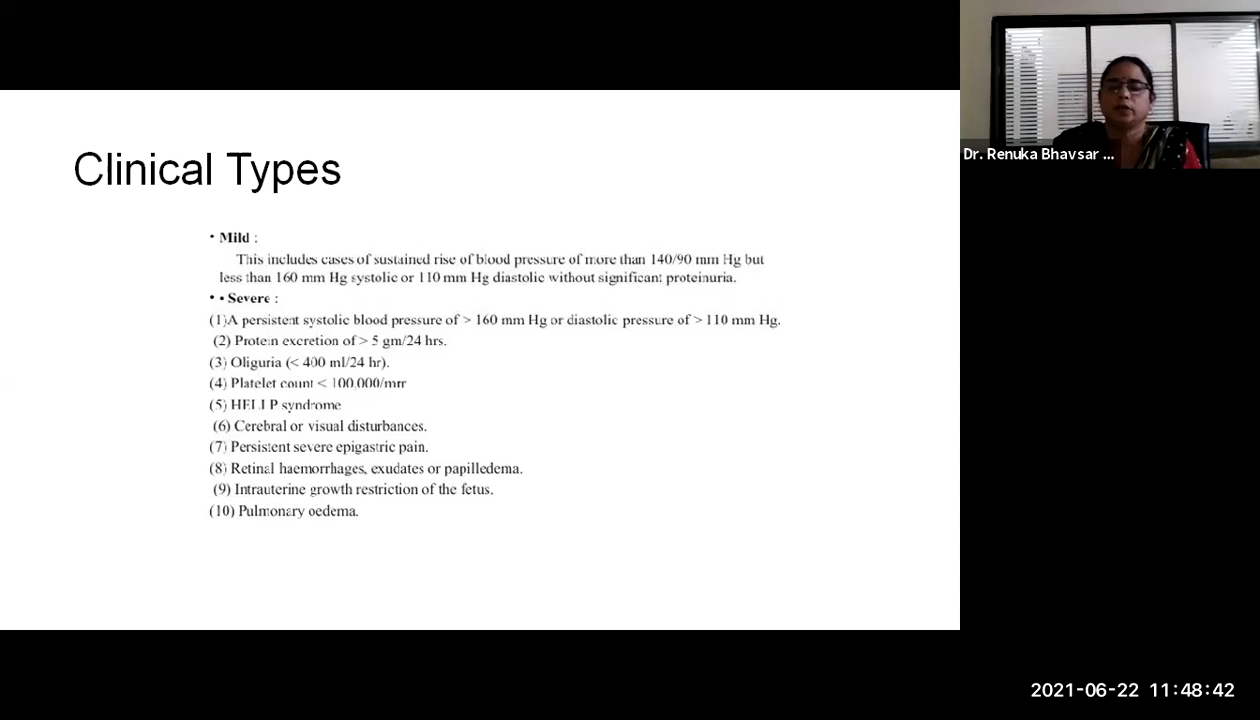 Clinical Types
• Mild :
This includes cases of sustained rise of blood pressure of more than 140/90 mm Hg but
less than 160 mm Hg systolic or 110 mm Hg diastolic without significant proteinuria.
• • Severe :
(1)A persistent systolic blood pressure of > 160 mm Hg or diastolic pressure of > 110 mm Hg.
(2) Protein excretion of > 5 gm/24 hrs.
(3) Oliguria (< 400 ml/24 hr).
(4) Platelet count < 100,000/mm
(5) HELLP syndrome
(6) Cerebral or visual disturbances.
(7) Persistent severe epigastric pain.
(8) Retinal haemorrhages, exudates or papilledema.
(9) Intrauterine growth restriction of the fetus.
(10) Pulmonary oedema.
Dr. Renuka Bhavsar ...
2021-06-22 11:48:42